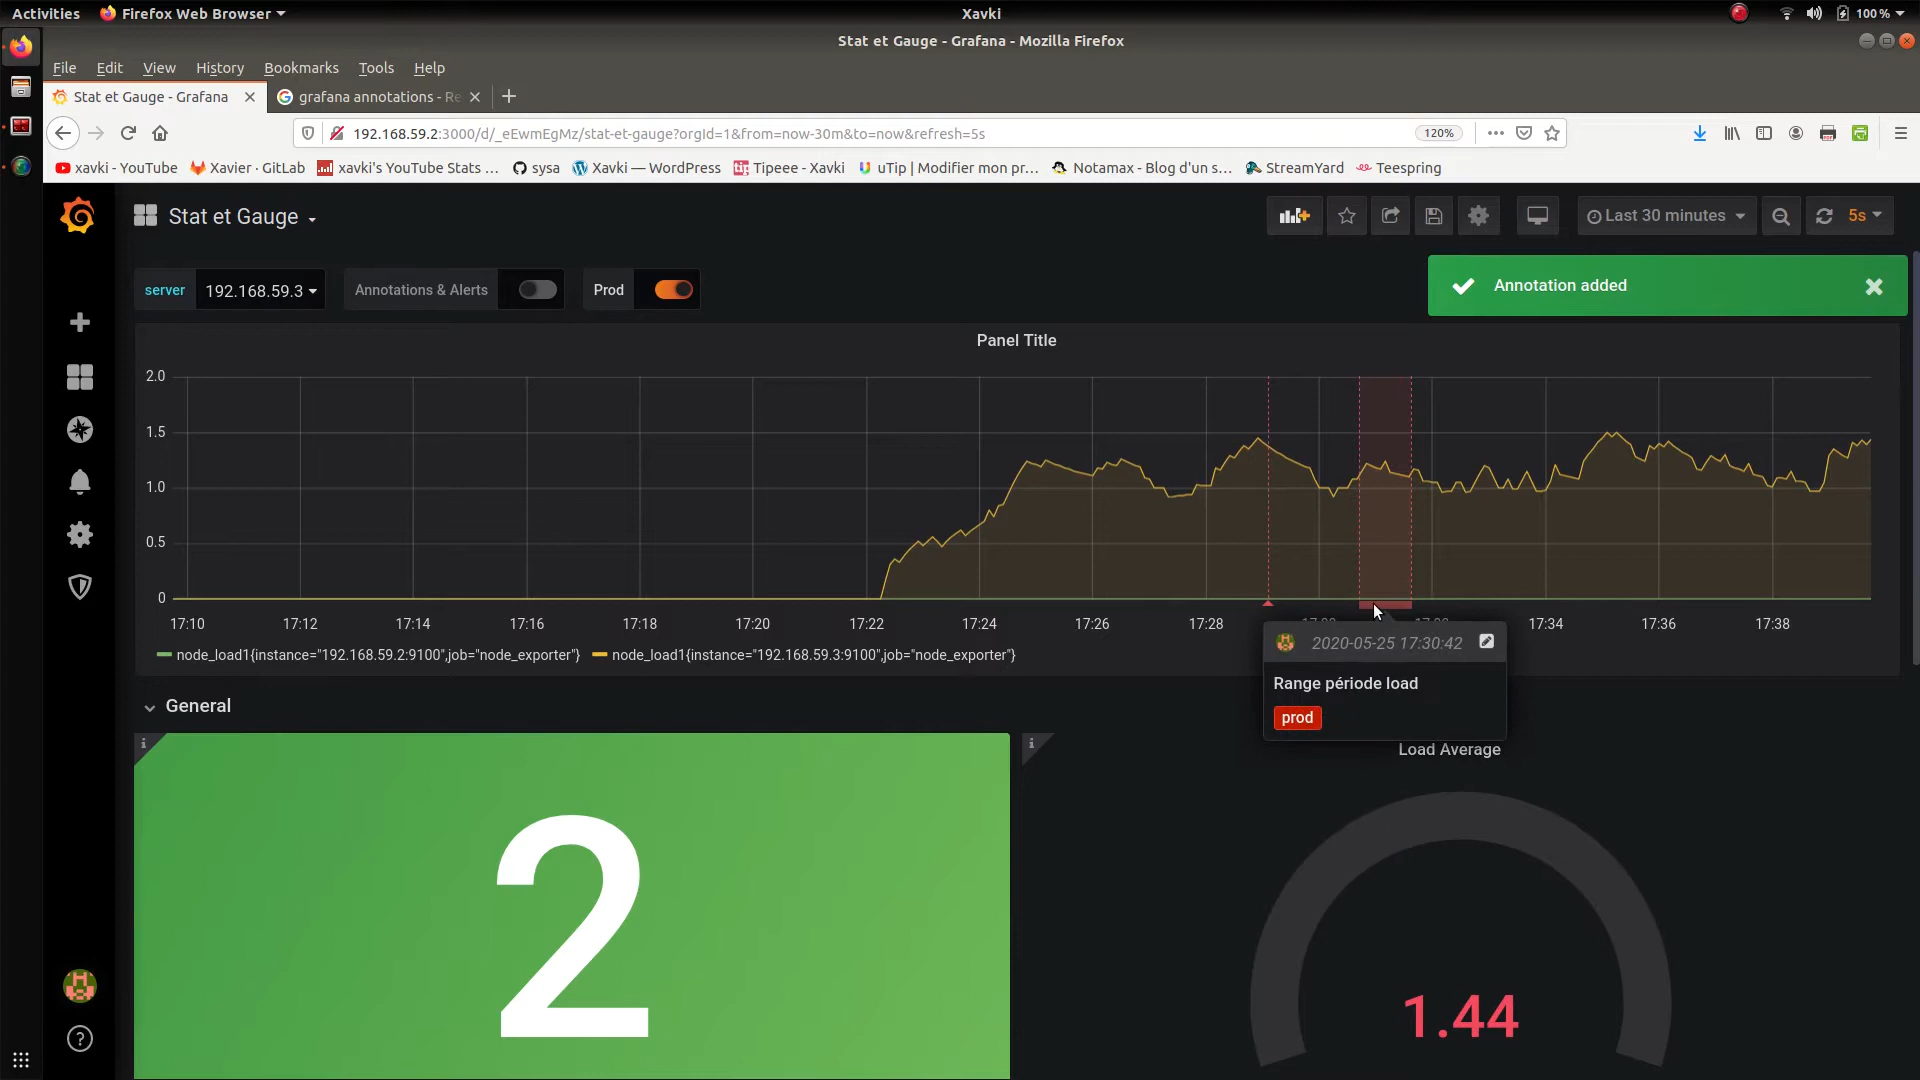 Activities Firefox Web Browser Xavki 100 %
Stat et Gauge - Grafana - Mozilla Firefox
File Edit View History Bookmarks Tools Help
Stat et Gauge - Grafana grafana annotations - Re
192.168.59.2:3000/d/_eEwmEgMz/stat-et-gauge?orgId=1&from=now-30m&to=now&refresh=5s 120%
xavki - YouTube Xavier · GitLab xavki's YouTube Stats ... sysa Xavki — WordPress Tipeee - Xavki uTip | Modifier mon pr... Notamax - Blog d'un s... StreamYard Teespring
Stat et Gauge Last 30 minutes 5s
server 192.168.59.3 Annotations & Alerts Prod
Annotation added
Panel Title
2.0
1.5
1.0
0.5
0
17:10 17:12 17:14 17:16 17:18 17:20 17:22 17:24 17:26 17:28 17:34 17:36 17:38
node_load1{instance="192.168.59.2:9100",job="node_exporter"} node_load1{instance="192.168.59.3:9100",job="node_exporter"}
2020-05-25 17:30:42
Range période load
prod
General
Load Average
2
1.44